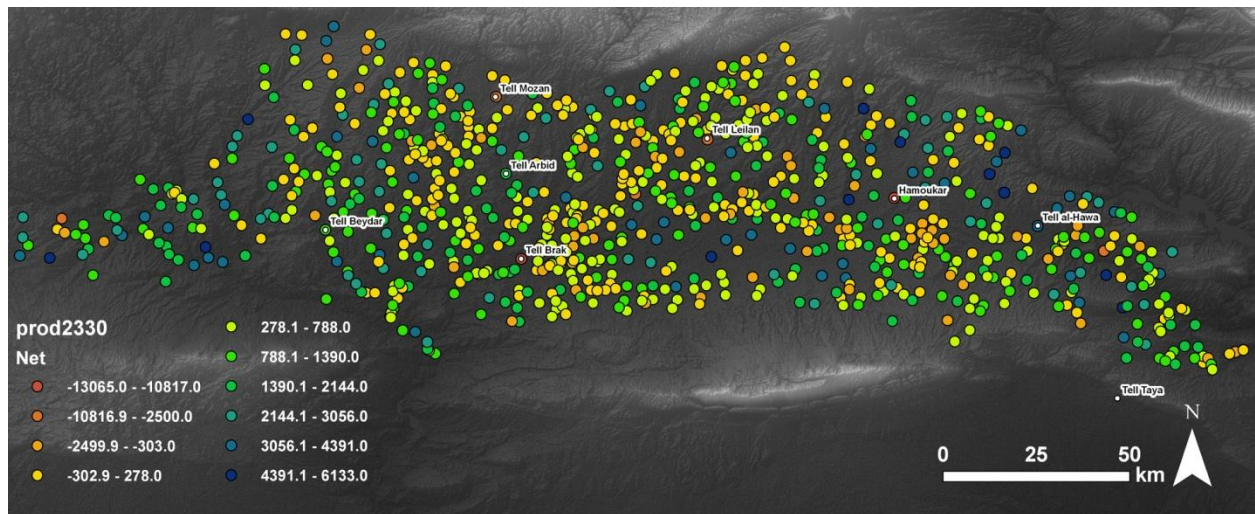 Tell Mozan
Tell Leilan
Tell Arbid
Hamoukar
Tell al-Hawa
Tell Beydar
Tell Brak
prod2330
Net
-13065.0 - -10817.0
-10816.9 - -2500.0
-2499.9 - -303.0
-302.9 - 278.0
278.1 - 788.0
788.1 - 1390.0
1390.1 - 2144.0
2144.1 - 3056.0
3056.1 - 4391.0
4391.1 - 6133.0
Tell Taya
N
0 25 50
km